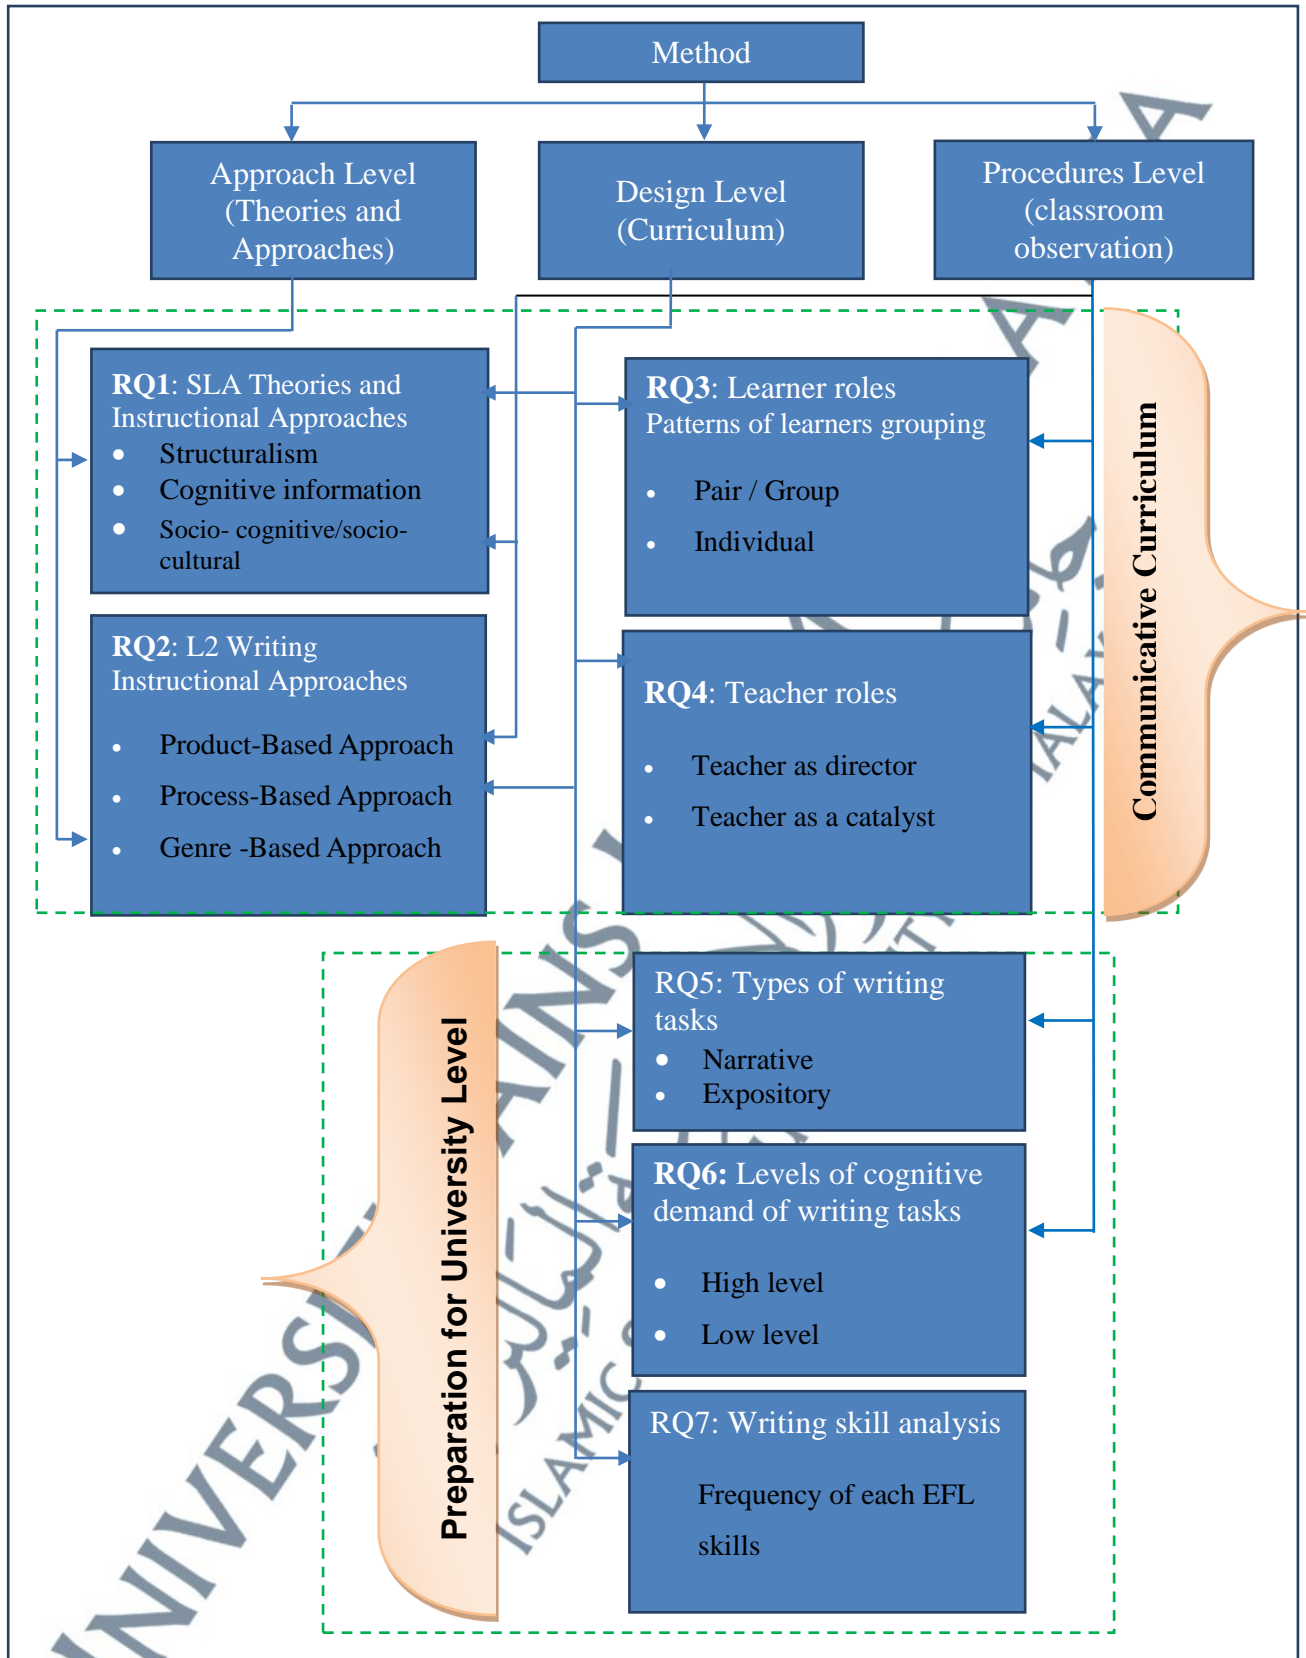 Method
Approach Level
(Theories and
Approaches)
Design Level
(Curriculum)
Procedures Level
(classroom
observation)
RQ1: SLA Theories and
Instructional Approaches
• Structuralism
• Cognitive information
• Socio- cognitive/socio-
cultural
RQ2: L2 Writing
Instructional Approaches
• Product-Based Approach
• Process-Based Approach
• Genre -Based Approach
RQ3: Learner roles
Patterns of learners grouping
• Pair / Group
• Individual
RQ4: Teacher roles
• Teacher as director
• Teacher as a catalyst
Communicative Curriculum
RQ5: Types of writing
tasks
• Narrative
• Expository
RQ6: Levels of cognitive
demand of writing tasks
• High level
• Low level
RQ7: Writing skill analysis
Frequency of each EFL
skills
Preparation for University Level